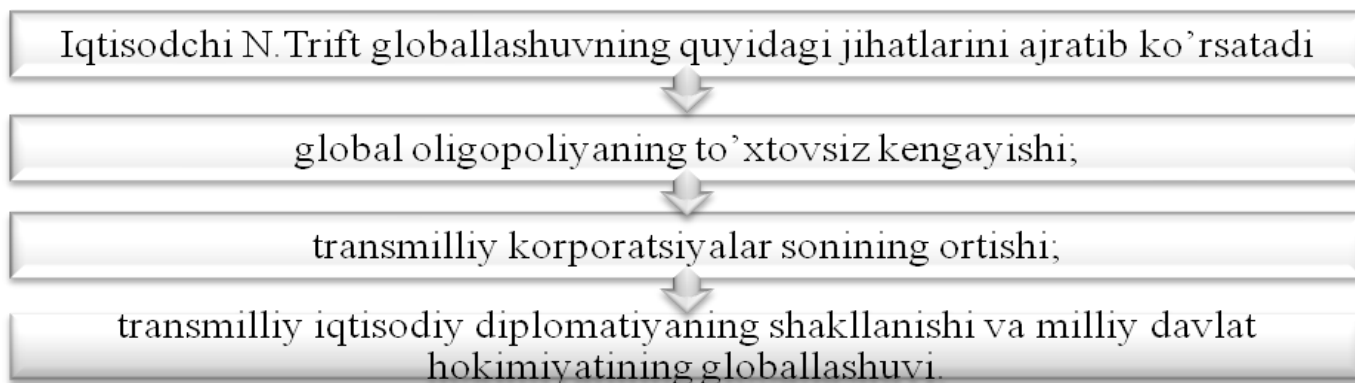 Iqtisodchi N.Trift globallashuvning quyidagi jihatlarini ajratib ko’rsatadi
global oligopoliyaning to’xtovsiz kengayishi;
transmilliy korporatsiyalar sonining ortishi;
transmilliy iqtisodiy diplomatiyaning shakllanishi va milliy davlat
hokimiyatining globallashuvi.